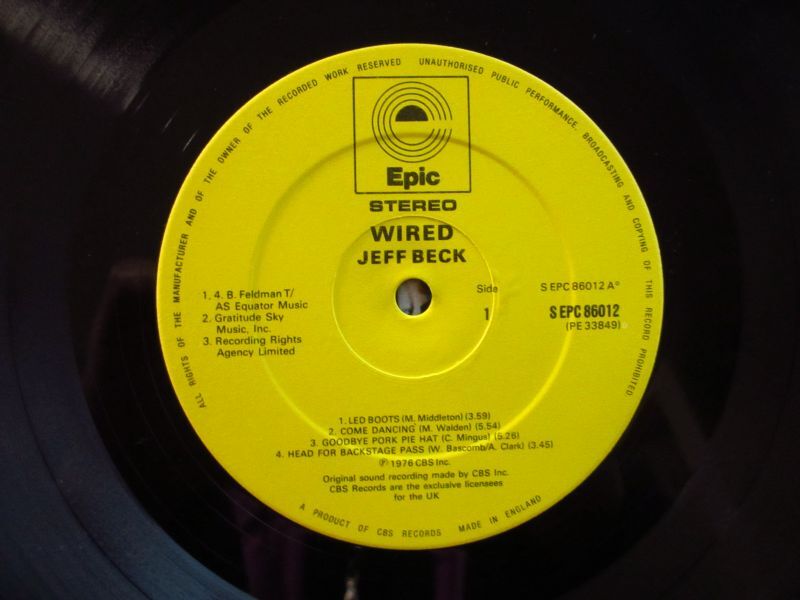 ALL RIGHTS OF THE MANUFACTURER AND OF THE OWNER OF THE RECORDED WORK RESERVED UNAUTHORISED PUBLIC PERFORMANCE, BROADCASTING AND COPYING OF THIS RECORD PROHIBITED
Epic
STEREO
WIRED
JEFF BECK
1. 4. B. Feldman T/
AS Equator Music
2. Gratitude Sky
Music, Inc.
3. Recording Rights
Agency Limited
Side
1
S EPC 86012 A°
S EPC 86012
(PE 33849)
1. LED BOOTS (M. Middleton) (3.59)
2. COME DANCING (M. Walden) (5.54)
3. GOODBYE PORK PIE HAT (C. Mingus) (5.26)
4. HEAD FOR BACKSTAGE PASS (W. Bascomb/A. Clark) (3.45)
℗ 1976 CBS Inc.
Original sound recording made by CBS Inc.
CBS Records are the exclusive licensees
for the UK
A PRODUCT OF CBS RECORDS MADE IN ENGLAND